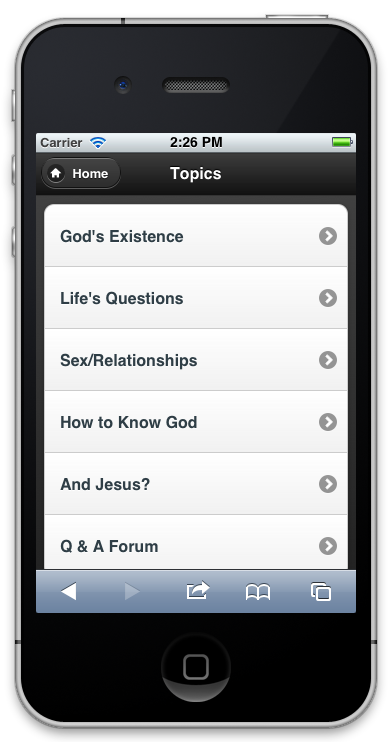 Carrier 2:26 PM
Home Topics
God's Existence
Life's Questions
Sex/Relationships
How to Know God
And Jesus?
Q & A Forum